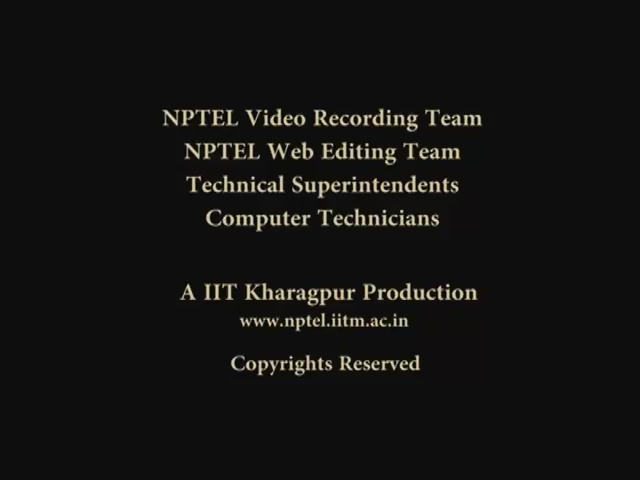 NPTEL Video Recording Team
NPTEL Web Editing Team
Technical Superintendents
Computer Technicians
A IIT Kharagpur Production
www.nptel.iitm.ac.in
Copyrights Reserved